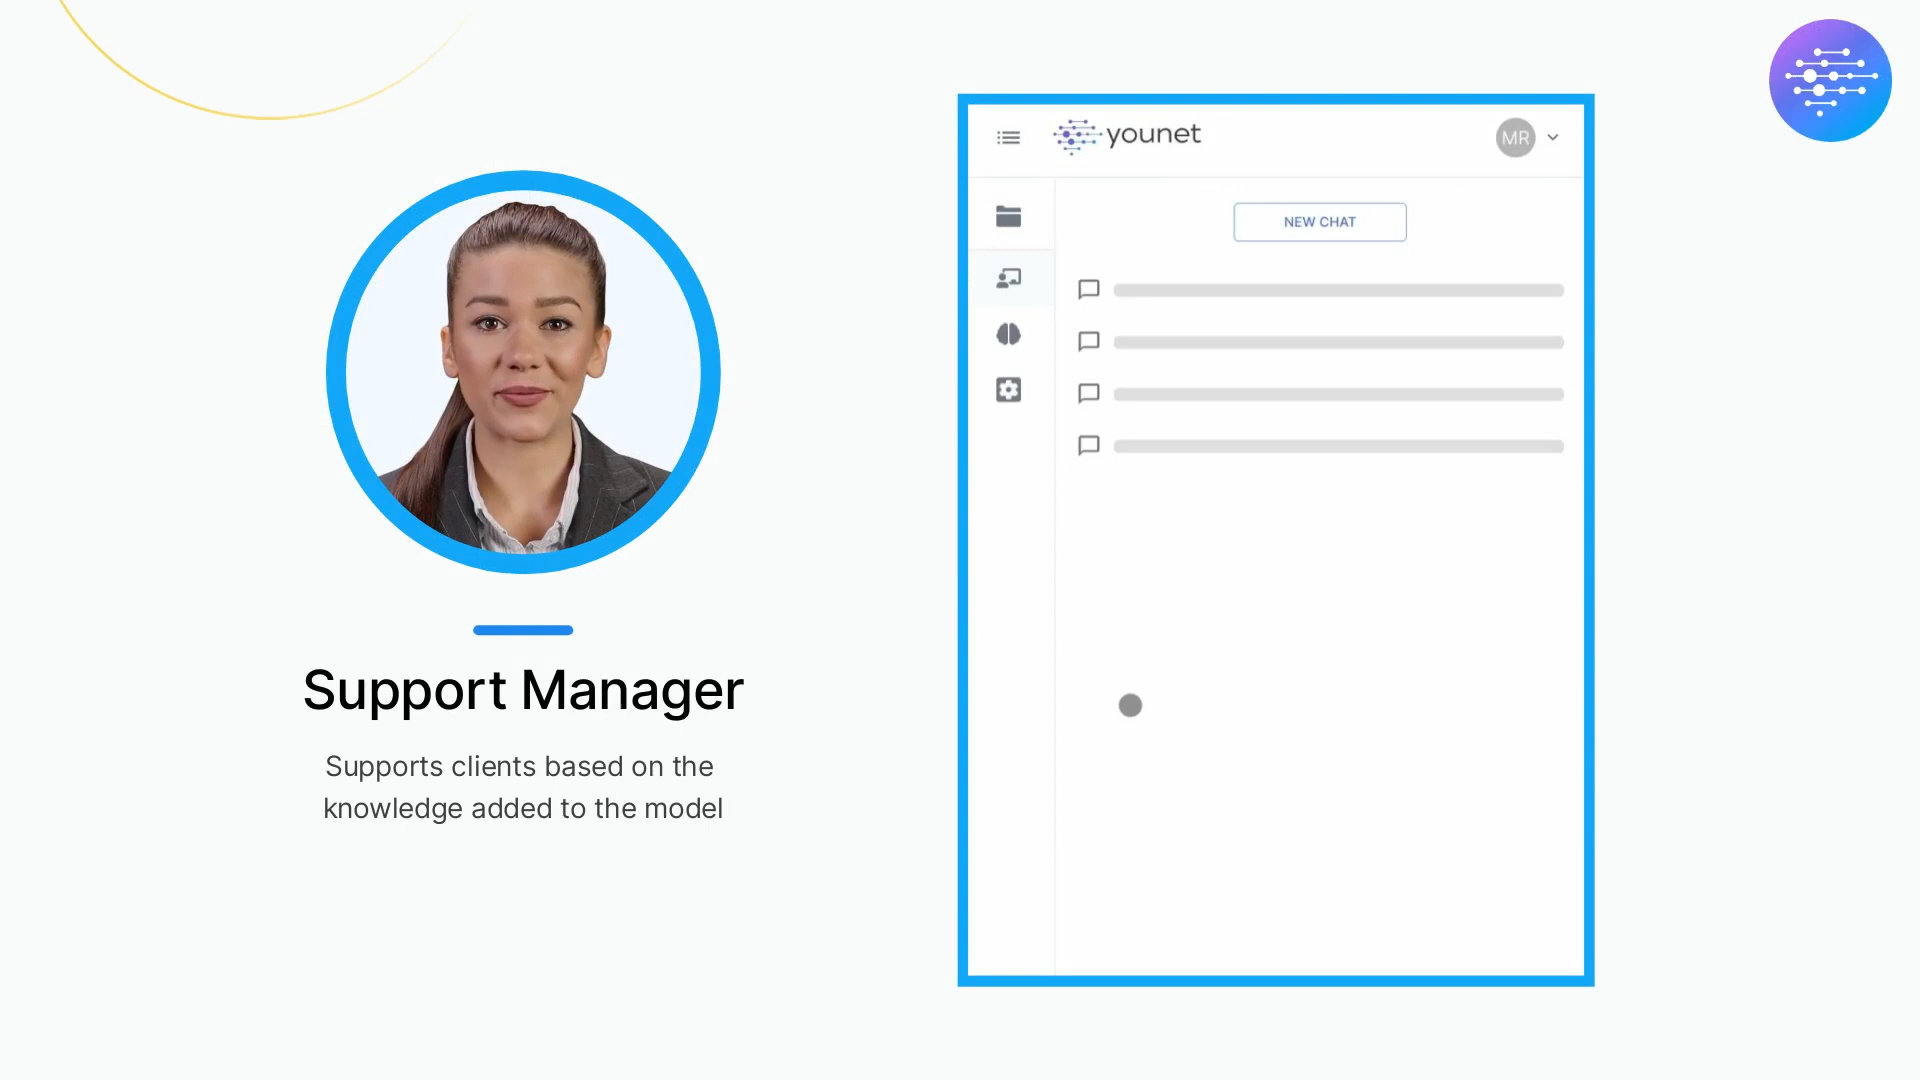 Support Manager
Supports clients based on the
knowledge added to the model
younet
MR
NEW CHAT